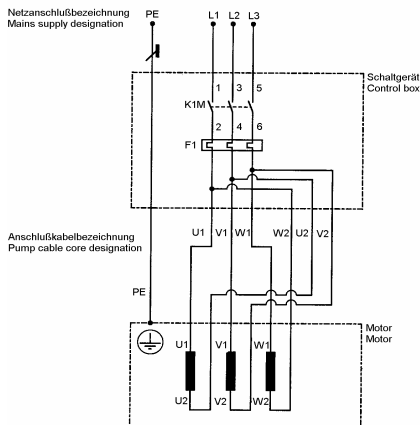 Netzanschlußbezeichnung PE L1 L2 L3
Mains supply designation
Schaltgerät
Control box
1 3 5
K1M
2 4 6
F1
Anschlußkabelbezeichnung U1 V1 W1 W2 U2 V2
Pump cable core designation
PE
Motor
Motor
U1 V1 W1
U2 V2 W2